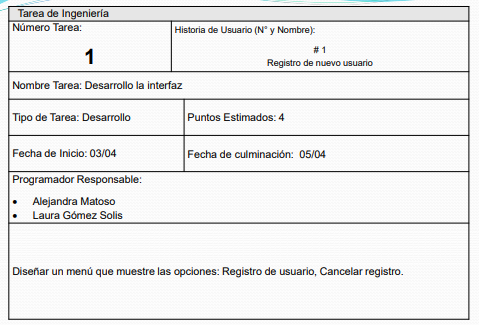 Tarea de Ingeniería
Número Tarea:
1
Historia de Usuario (N° y Nombre):
# 1
Registro de nuevo usuario
Nombre Tarea: Desarrollo la interfaz
Tipo de Tarea: Desarrollo
Puntos Estimados: 4
Fecha de Inicio: 03/04
Fecha de culminación: 05/04
Programador Responsable:
• Alejandra Matoso
• Laura Gómez Solis
Diseñar un menú que muestre las opciones: Registro de usuario, Cancelar registro.